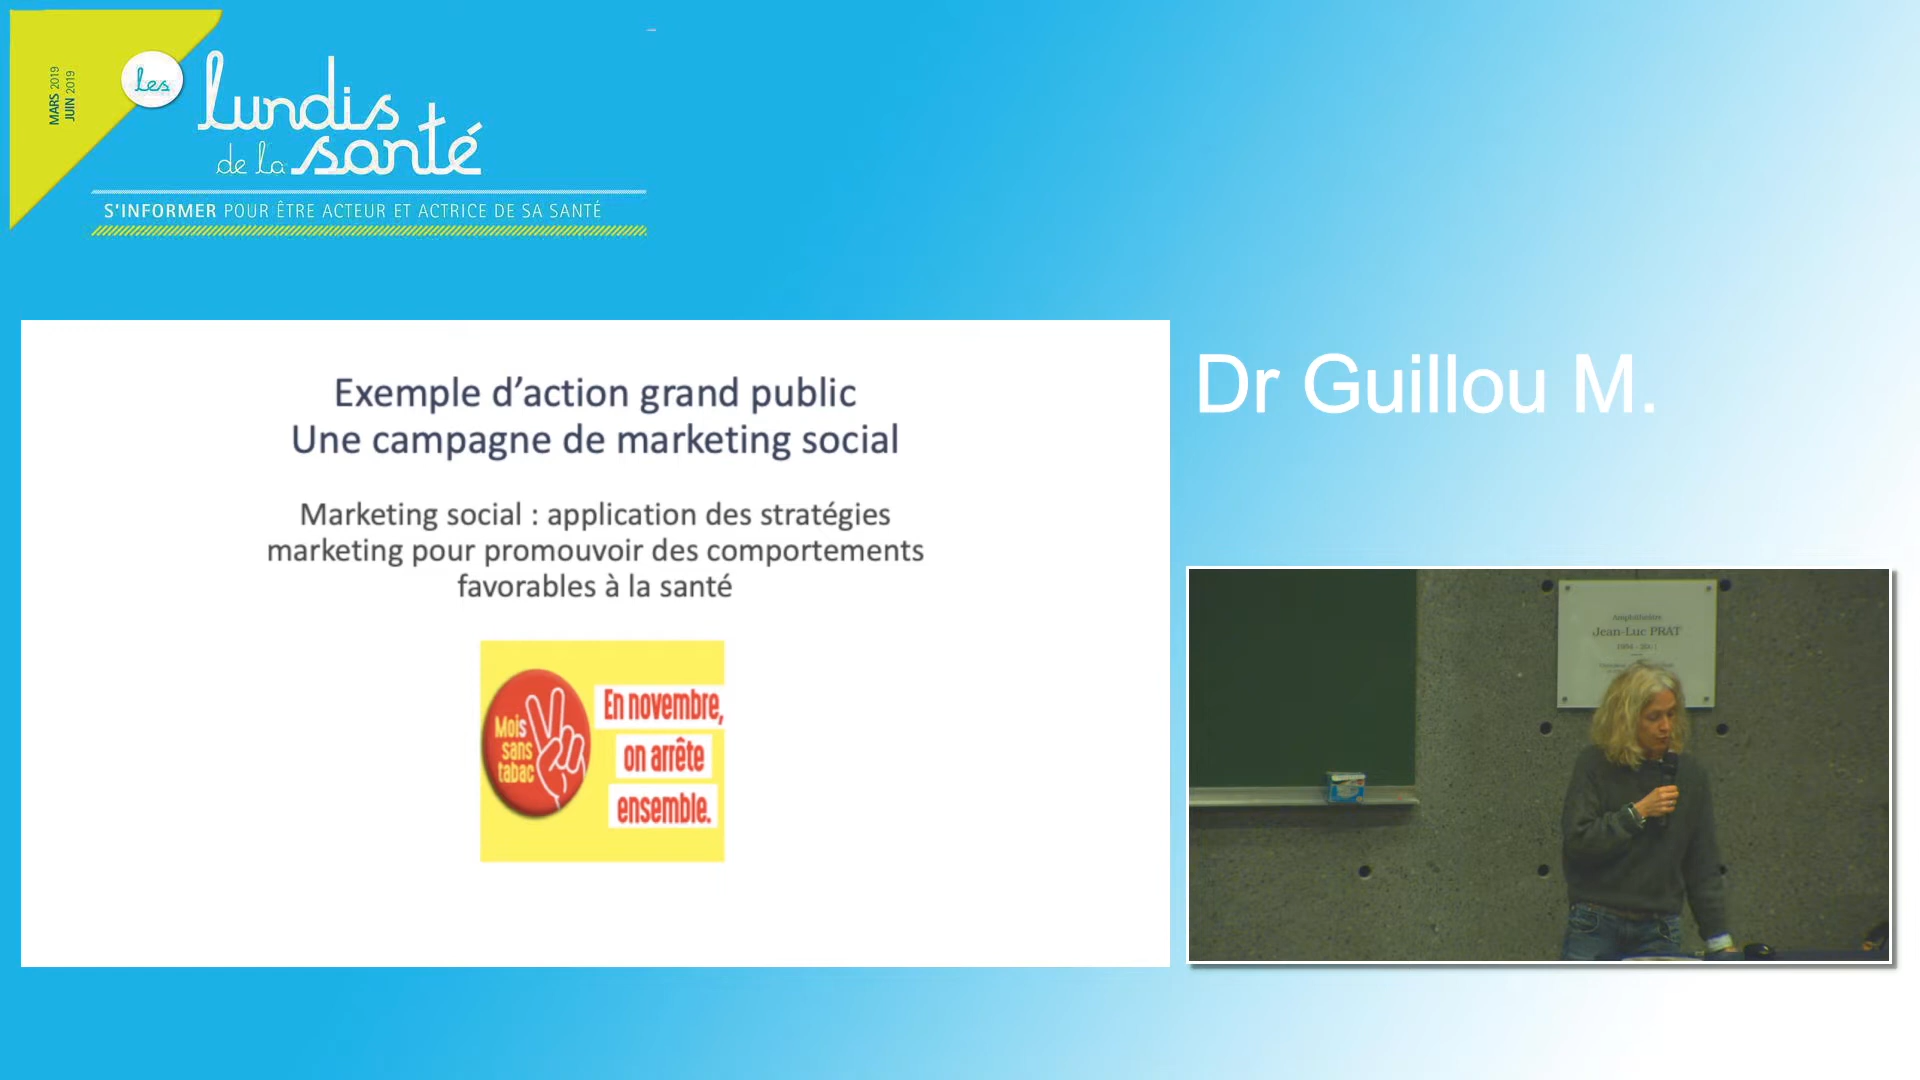 MARS 2019
JUIN 2019
les
lundis
de la santé
S'INFORMER POUR ÊTRE ACTEUR ET ACTRICE DE SA SANTÉ
Exemple d’action grand public
Une campagne de marketing social
Marketing social : application des stratégies
marketing pour promouvoir des comportements
favorables à la santé
Mois
sans
tabac
En novembre,
on arrête
ensemble.
Dr Guillou M.
Amphithéâtre
Jean-Luc PRAT